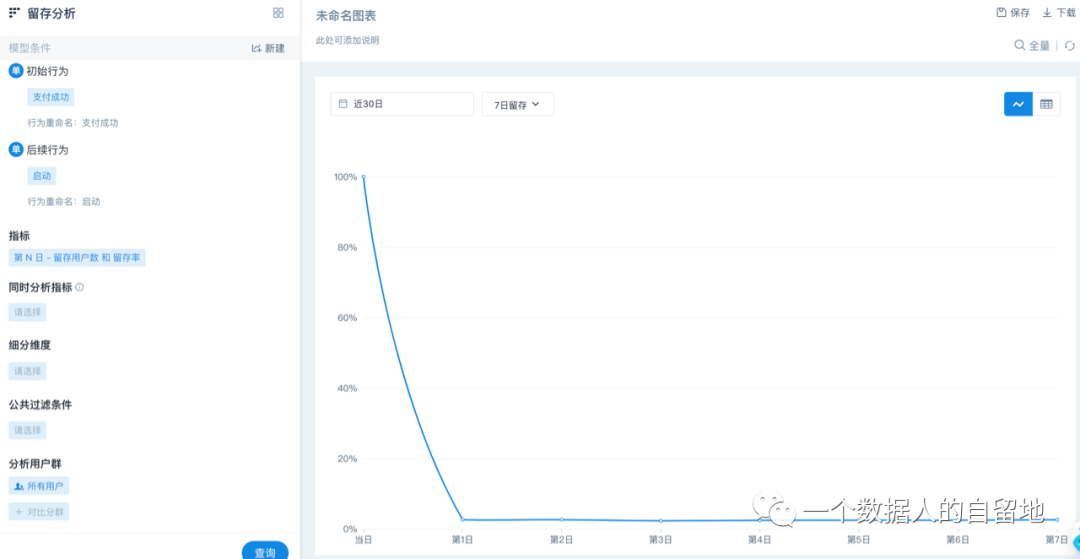 留存分析
模型条件
新建
单 初始行为
支付成功
行为重命名：支付成功
单 后续行为
启动
行为重命名：启动
指标
第 N 日 - 留存用户数 和 留存率
同时分析指标
请选择
细分维度
请选择
公共过滤条件
请选择
分析用户群
所有用户
+ 对比分群
查询
未命名图表
保存 下载
此处可添加说明
全量
近30日
7日留存
100%
80%
60%
40%
20%
0%
当日 第1日 第2日 第3日 第4日 第5日 第6日 第7日
一个数据人的自留地